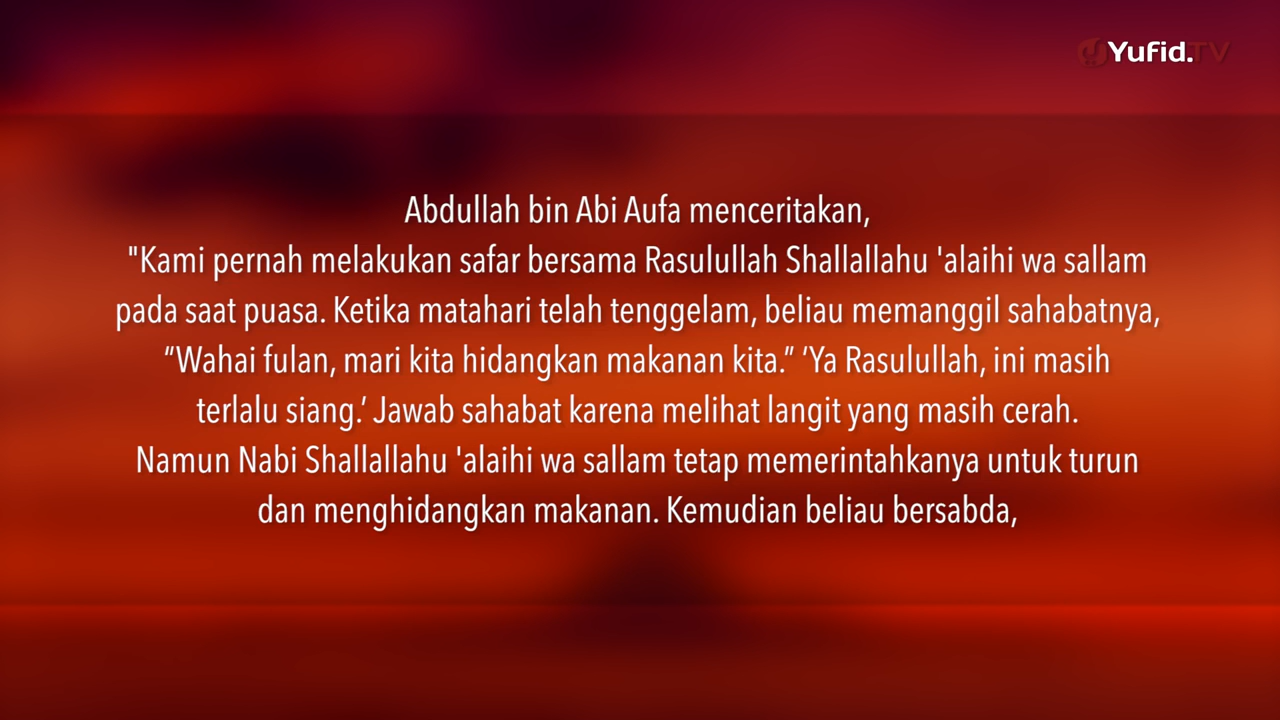 Yufid.TV
Abdullah bin Abi Aufa menceritakan,
"Kami pernah melakukan safar bersama Rasulullah Shallallahu 'alaihi wa sallam
pada saat puasa. Ketika matahari telah tenggelam, beliau memanggil sahabatnya,
”Wahai fulan, mari kita hidangkan makanan kita.” ‘Ya Rasulullah, ini masih
terlalu siang.’ Jawab sahabat karena melihat langit yang masih cerah.
Namun Nabi Shallallahu 'alaihi wa sallam tetap memerintahkanya untuk turun
dan menghidangkan makanan. Kemudian beliau bersabda,